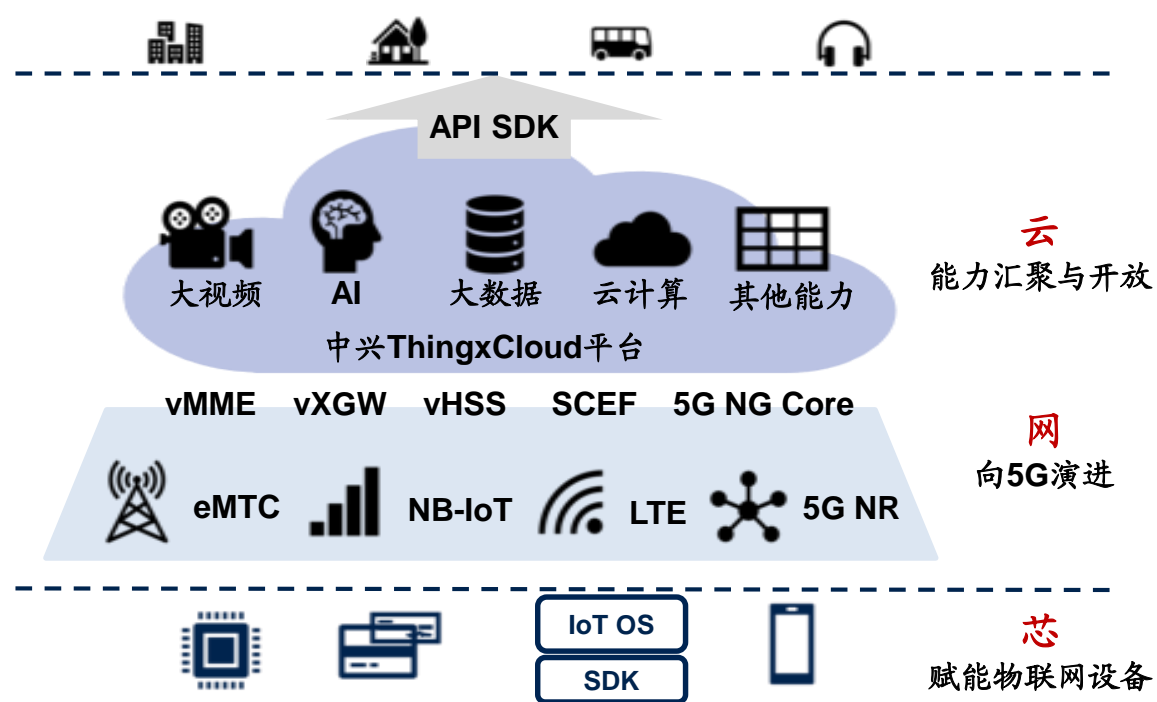 API SDK
大视频
AI
大数据
云计算
其他能力
中兴ThingxCloud平台
云
能力汇聚与开放
vMME vXGW vHSS SCEF 5G NG Core
eMTC NB-IoT LTE 5G NR
网
向5G演进
IoT OS
SDK
芯
赋能物联网设备